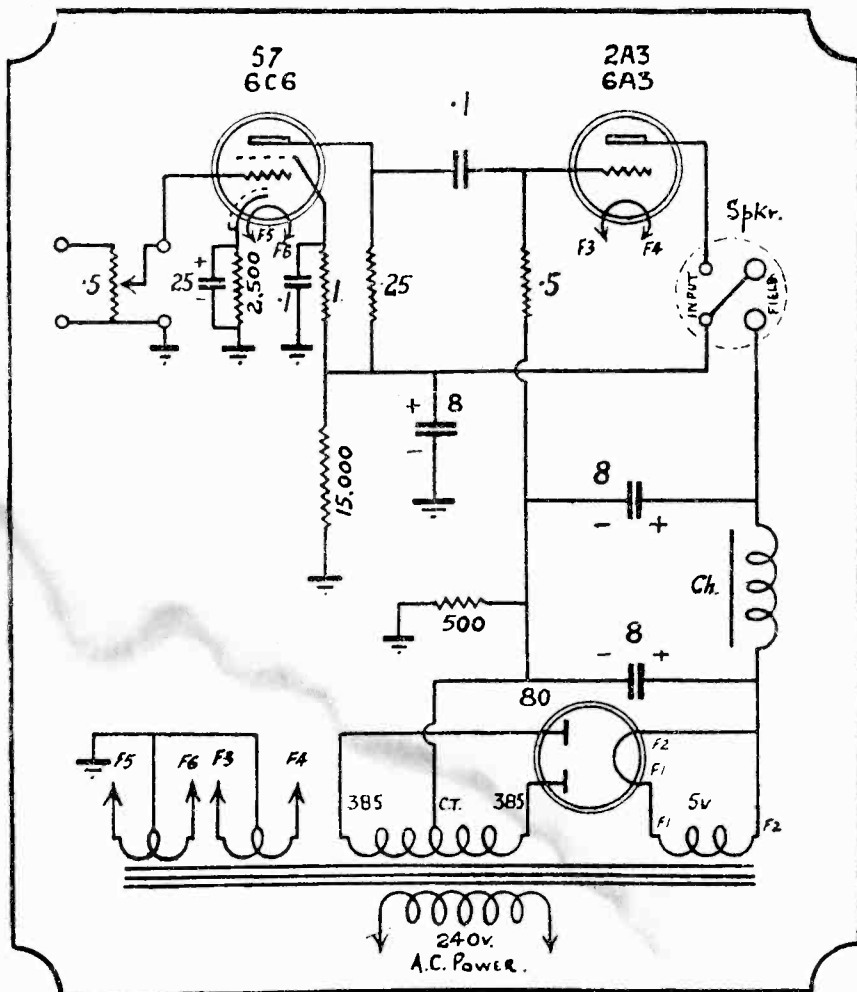 57
6C6
2A3
6A3
.1
Spkr.
F5
F6
F3
F4
.5
25
+
-
2,500
.1
1
.25
.5
INPUT
FIELD
+
8
-
15,000
8
-
+
Ch.
500
8
-
+
80
F2
F1
F5
F6
F3
F4
385
C.T.
385
F1
5v
F2
240v.
A.C. POWER.